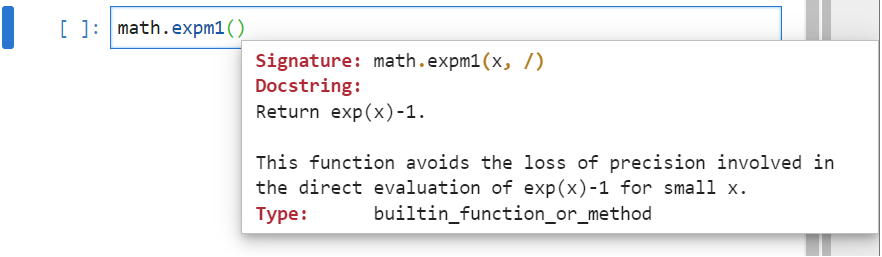 [ ]: math.expm1()
Signature: math.expm1(x, /)
Docstring:
Return exp(x)-1.
This function avoids the loss of precision involved in
the direct evaluation of exp(x)-1 for small x.
Type:      builtin_function_or_method